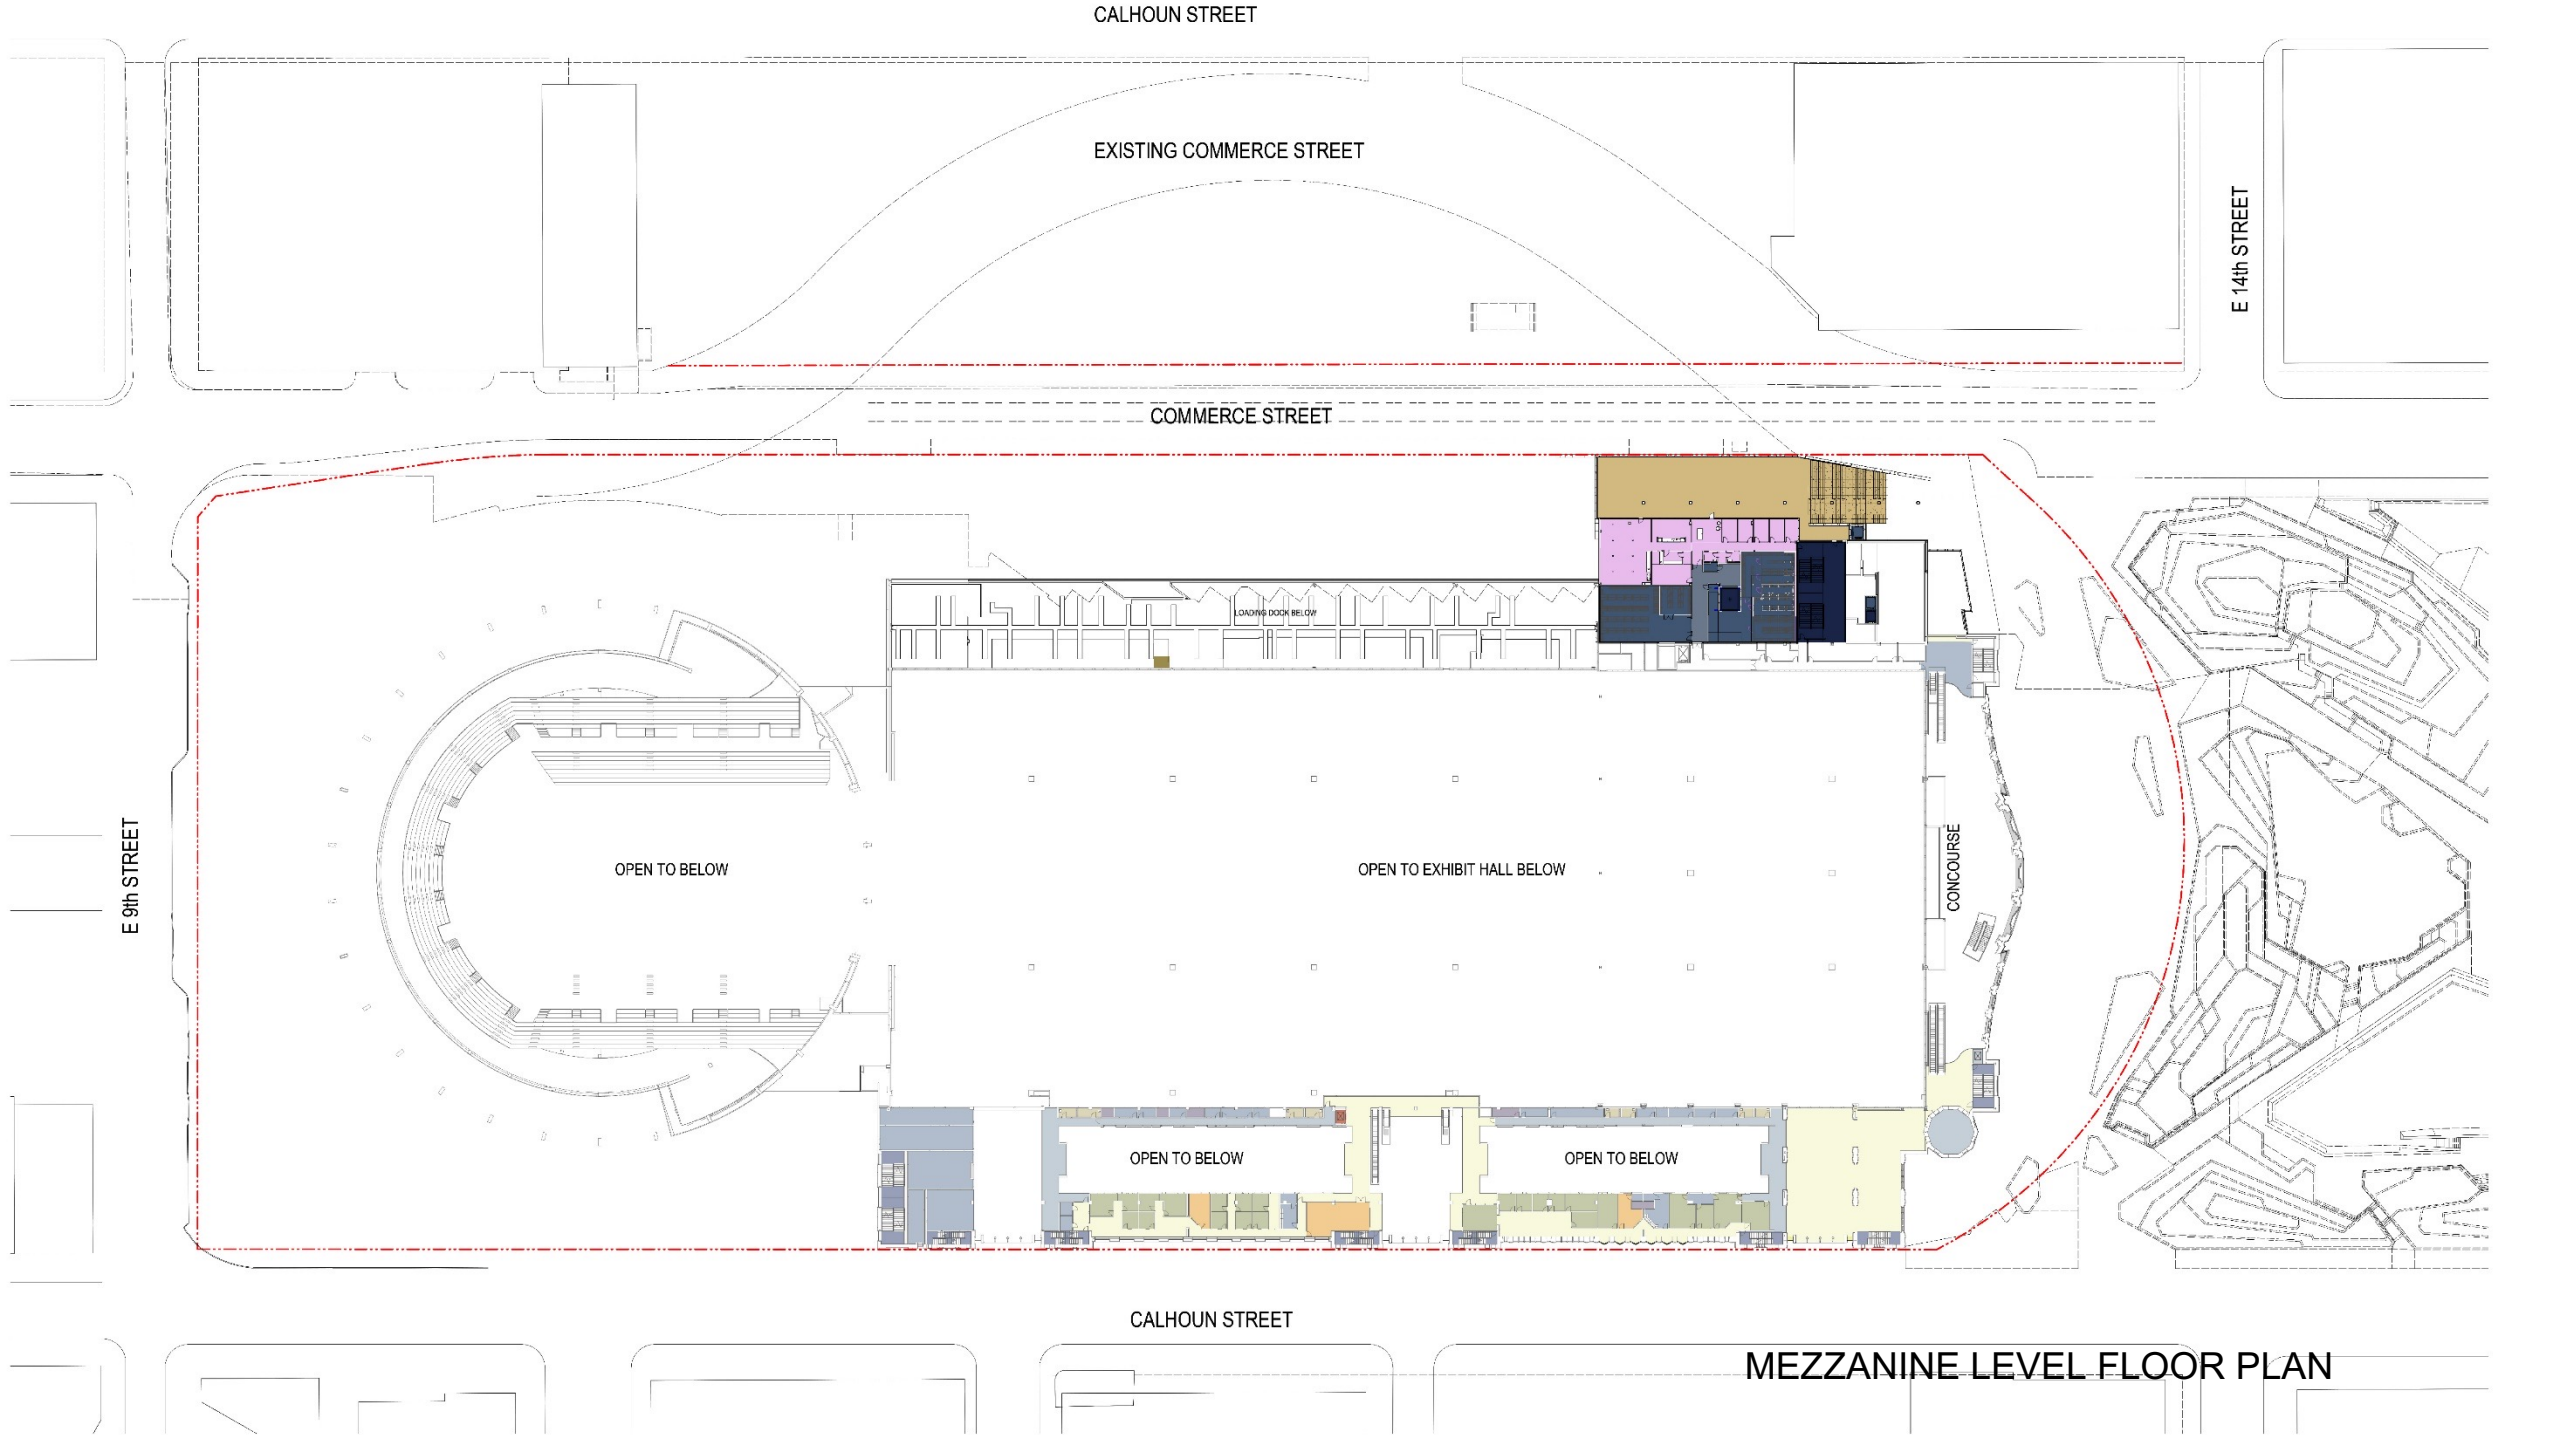 CALHOUN STREET
EXISTING COMMERCE STREET
E 14th STREET
COMMERCE STREET
LOADING DOCK BELOW
E 9th STREET
OPEN TO BELOW
OPEN TO EXHIBIT HALL BELOW
CONCOURSE
OPEN TO BELOW
OPEN TO BELOW
CALHOUN STREET
MEZZANINE LEVEL FLOOR PLAN